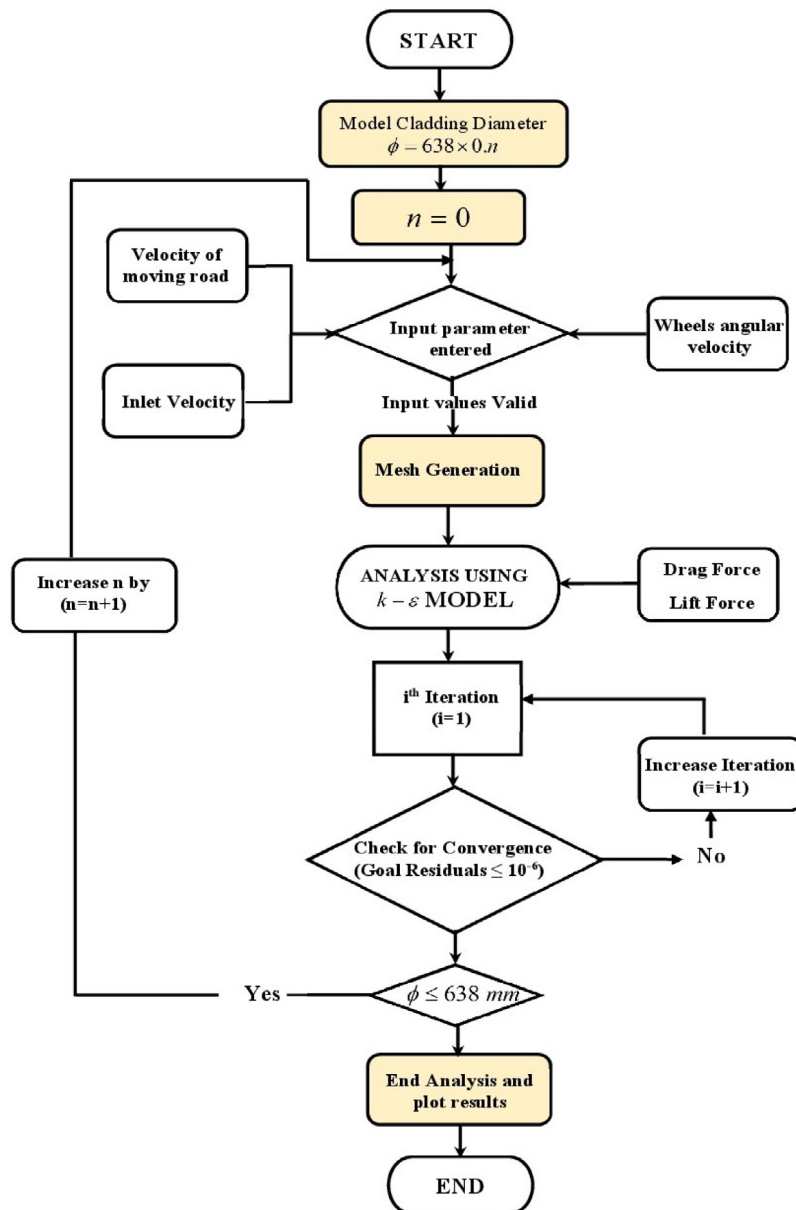 START
Model Cladding Diameter
ϕ = 638 × 0.n
n = 0
Velocity of
moving road
Input parameter
entered
Wheels angular
velocity
Inlet Velocity
Input values Valid
Mesh Generation
Increase n by
(n=n+1)
ANALYSIS USING
k − ε MODEL
Drag Force
Lift Force
iᵗʰ Iteration
(i=1)
Increase Iteration
(i=i+1)
Check for Convergence
(Goal Residuals ≤ 10⁻⁶)
No
Yes
ϕ ≤ 638 mm
End Analysis and
plot results
END